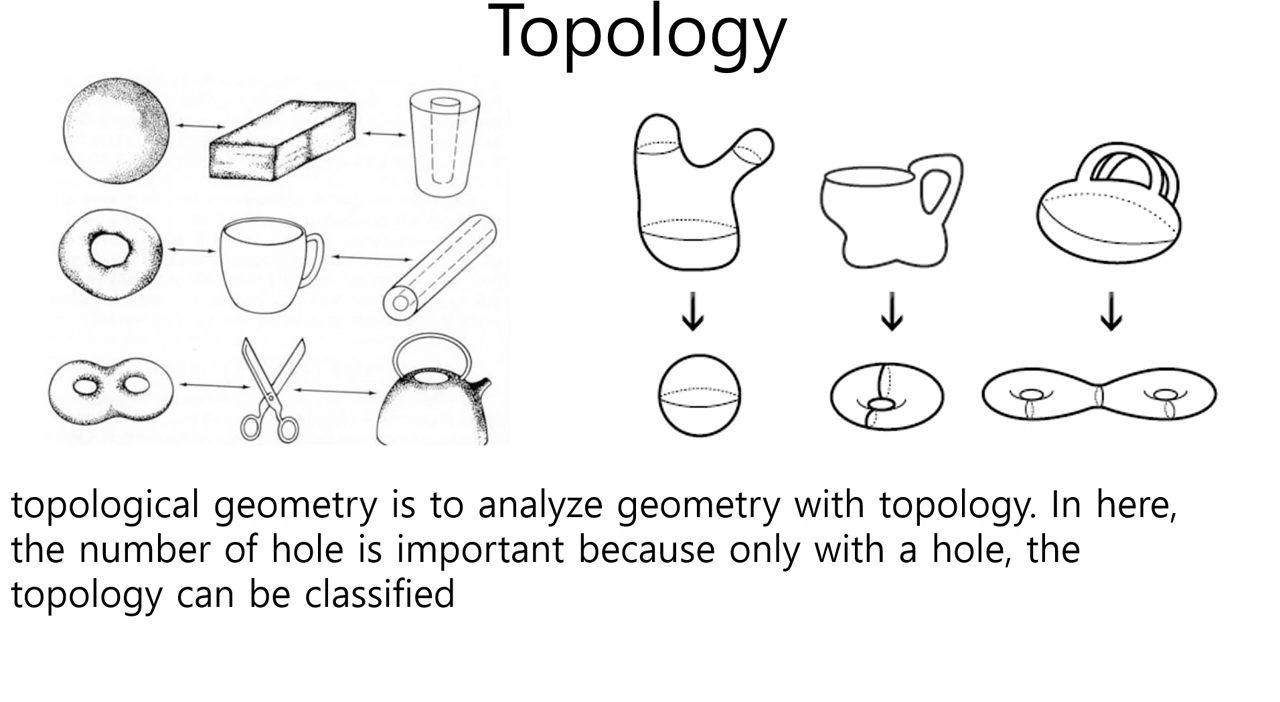 Topology
topological geometry is to analyze geometry with topology. In here,
the number of hole is important because only with a hole, the
topology can be classified